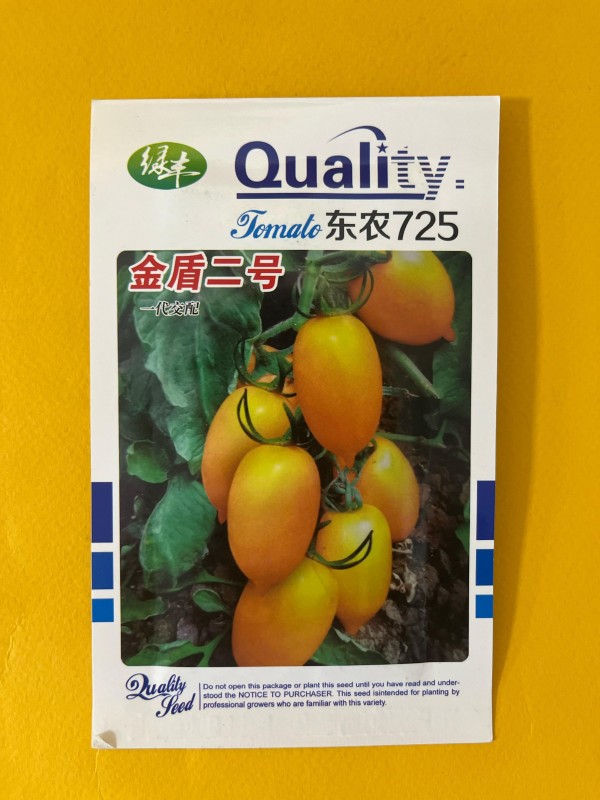 绿丰
Quality.
Tomato 东农725
金盾二号
一代交配
Quality
Seed
Do not open this package or plant this seed until you have read and under-
stood the NOTICE TO PURCHASER. This seed isintended for planting by
professional growers who are familiar with this variety.